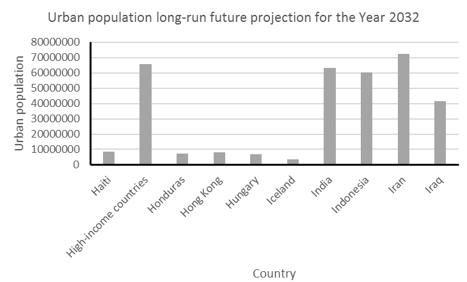 Urban population long-run future projection for the Year 2032
Urban population
80000000
70000000
60000000
50000000
40000000
30000000
20000000
10000000
0
Haiti
High-income countries
Honduras
Hong Kong
Hungary
Iceland
India
Indonesia
Iran
Iraq
Country